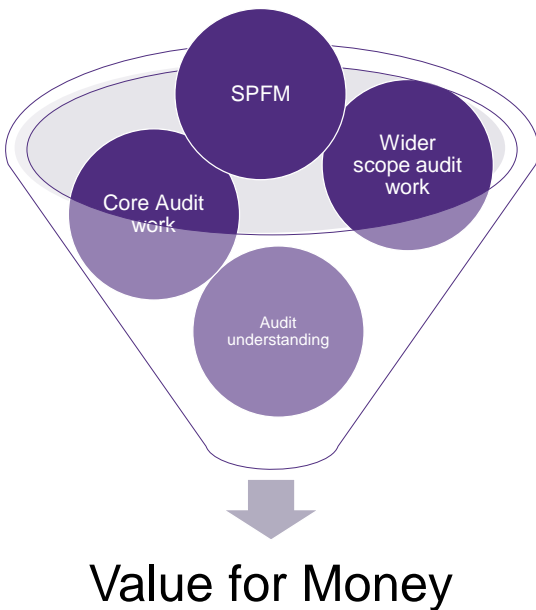 SPFM
Wider
scope audit
work
Core Audit
work
Audit
understanding
Value for Money